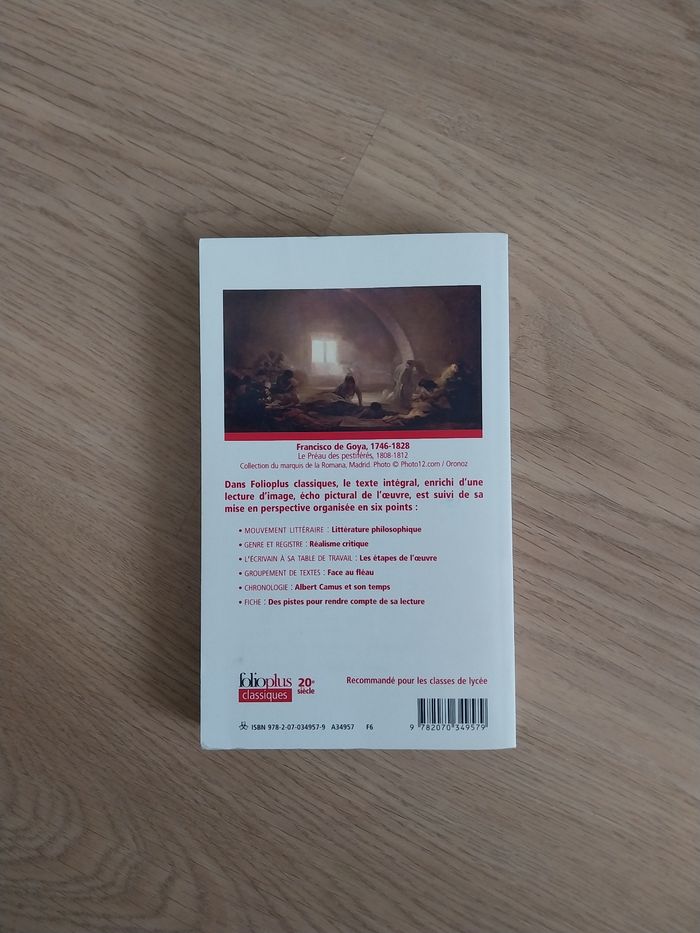 Francisco de Goya, 1746-1828
Le Préau des pestiférés, 1808-1812
Collection du marquis de la Romana, Madrid. Photo © Photo12.com / Oronoz
Dans Folioplus classiques, le texte intégral, enrichi d'une
lecture d'image, écho pictural de l'œuvre, est suivi de sa
mise en perspective organisée en six points :
• MOUVEMENT LITTÉRAIRE : Littérature philosophique
• GENRE ET REGISTRE : Réalisme critique
• L'ÉCRIVAIN À SA TABLE DE TRAVAIL : Les étapes de l'œuvre
• GROUPEMENT DE TEXTES : Face au fléau
• CHRONOLOGIE : Albert Camus et son temps
• FICHE : Des pistes pour rendre compte de sa lecture
folioplus
classiques
20e
siècle
Recommandé pour les classes de lycée
ISBN 978-2-07-034957-9 A34957 F6
9 782070 349579